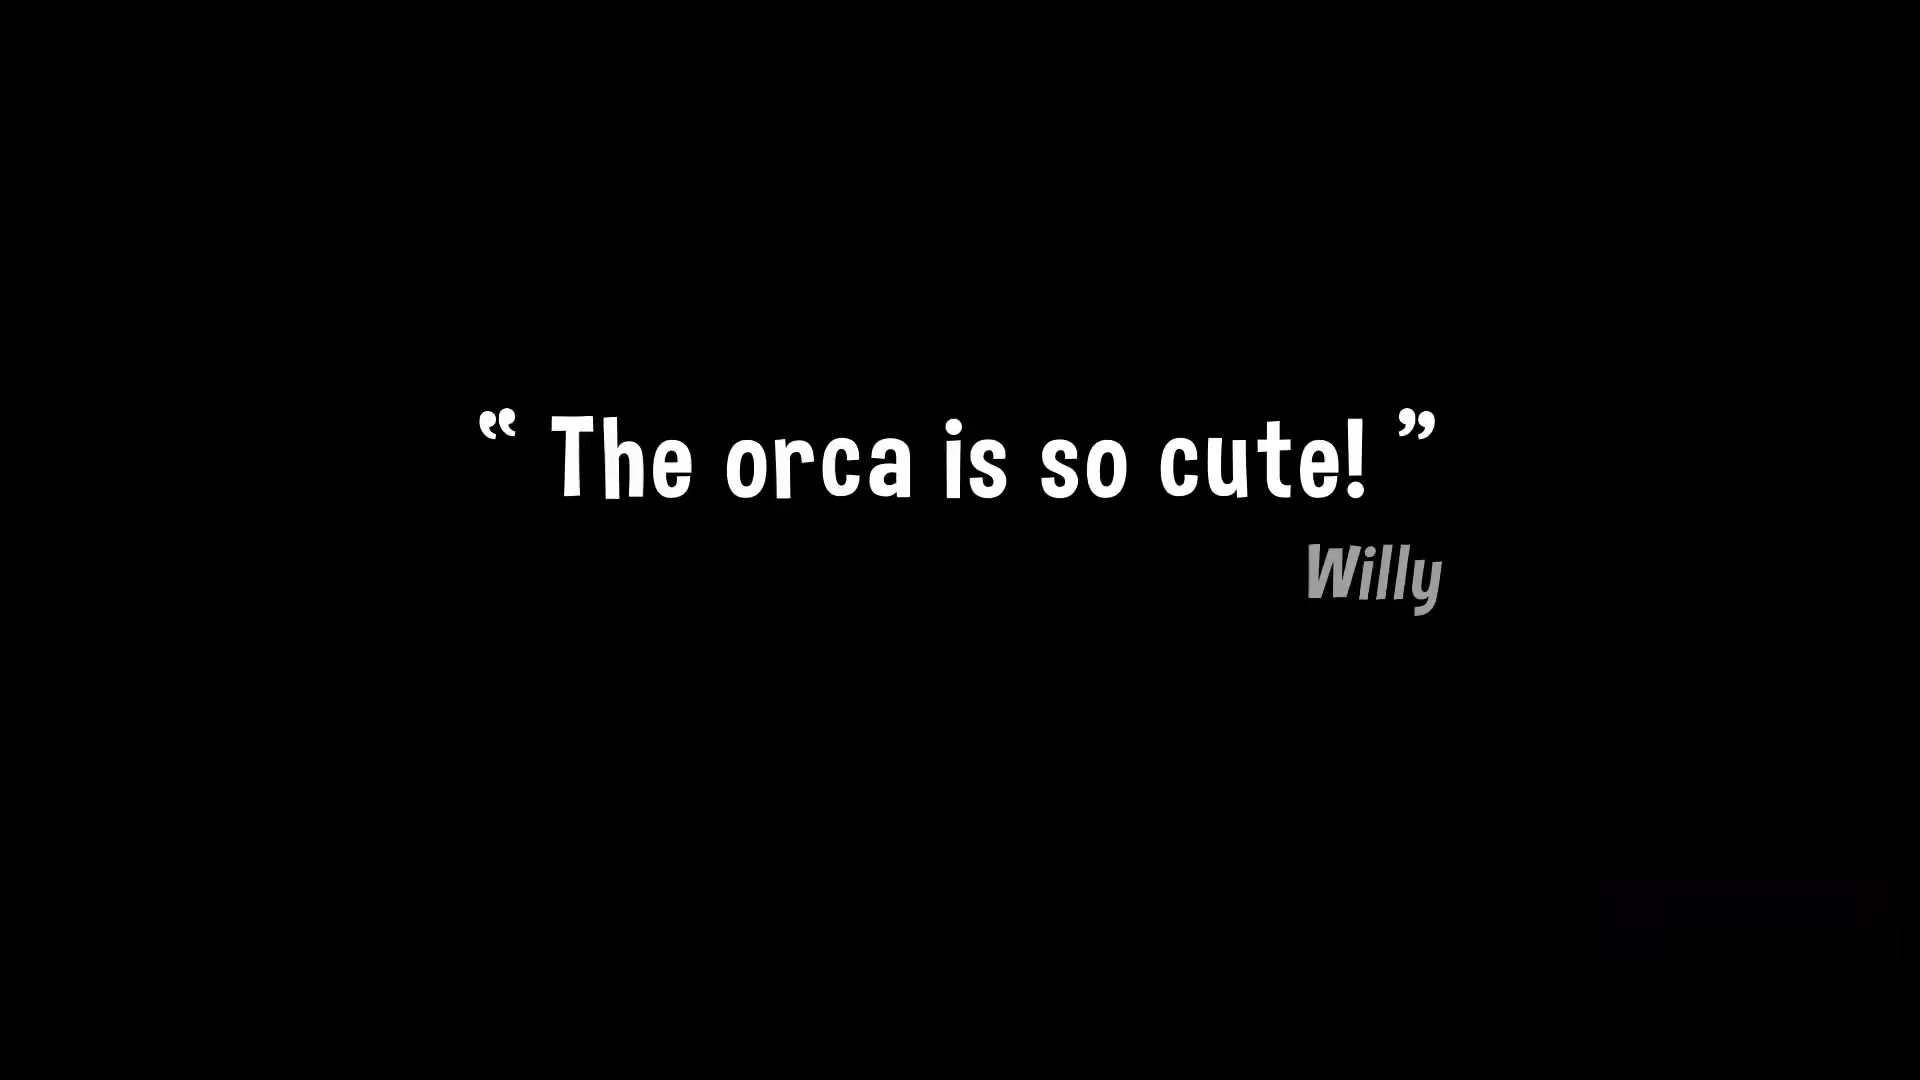 “ The orca is so cute! ”
Willy